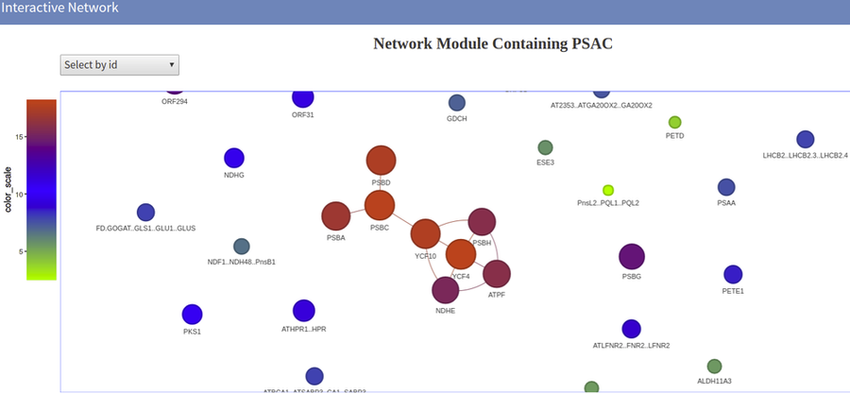 Interactive Network
Network Module Containing PSAC
Select by id
ORF294
ORF31
GDCH
AT2353..ATGA20OX2..GA20OX2
PETD
LHCB2..LHCB2.3..LHCB2.4
ESE3
NDHG
PSBD
color_scale
15
10
5
PnsL2..PQL1..PQL2
PSAA
FD.GOGAT..GLS1..GLU1..GLUS
PSBA
PSBC
PSBH
YCF10
NDF1..NDH48..PnsB1
YCF4
PSBG
PETE1
ATPF
NDHE
PKS1
ATHPR1..HPR
ATLFNR2..FNR2..LFNR2
ALDH11A3